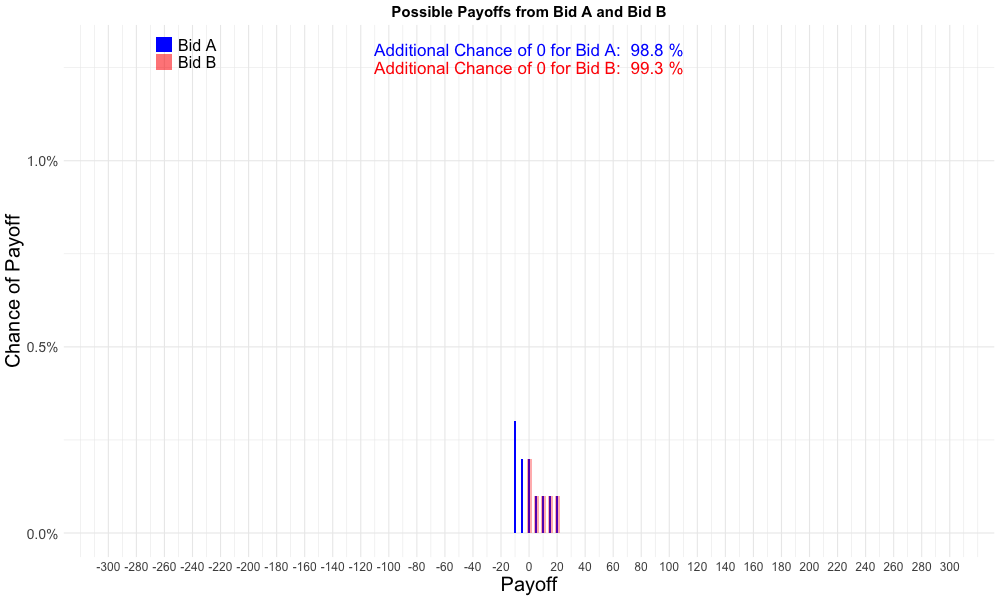 Possible Payoffs from Bid A and Bid B
Bid A
Bid B
Additional Chance of 0 for Bid A: 98.8 %
Additional Chance of 0 for Bid B: 99.3 %
Chance of Payoff
1.0%
0.5%
0.0%
-300 -280 -260 -240 -220 -200 -180 -160 -140 -120 -100 -80 -60 -40 -20 0 20 40 60 80 100 120 140 160 180 200 220 240 260 280 300
Payoff